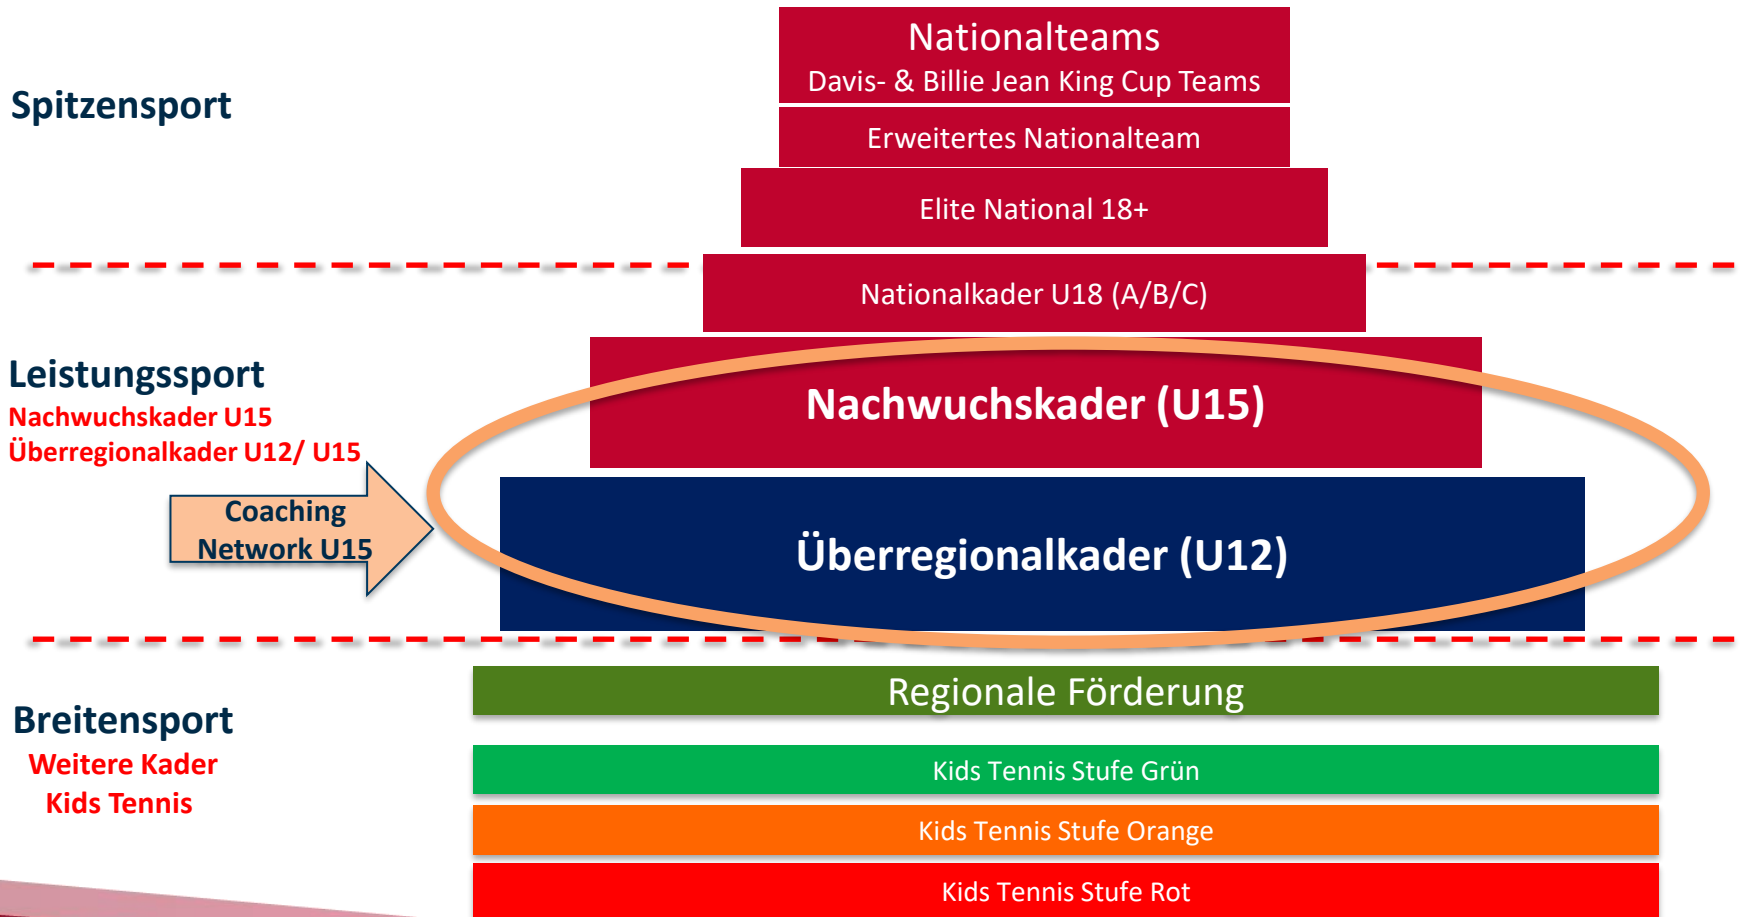 Nationalteams
Davis- & Billie Jean King Cup Teams
Spitzensport
Erweitertes Nationalteam
Elite National 18+
Nationalkader U18 (A/B/C)
Leistungssport
Nachwuchskader U15
Überregionalkader U12/ U15
Nachwuchskader (U15)
Coaching
Network U15
Überregionalkader (U12)
Regionale Förderung
Breitensport
Weitere Kader
Kids Tennis
Kids Tennis Stufe Grün
Kids Tennis Stufe Orange
Kids Tennis Stufe Rot